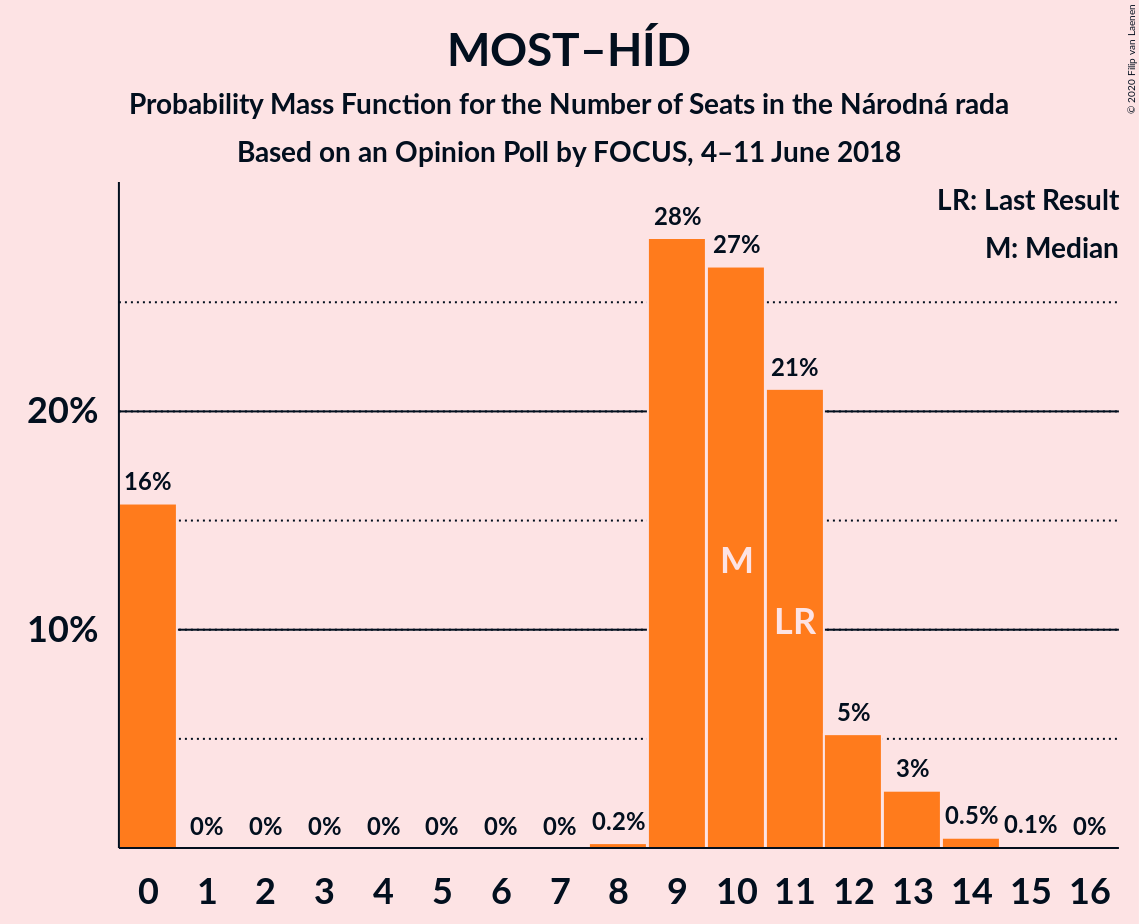 MOST–HÍD
Probability Mass Function for the Number of Seats in the Národná rada
Based on an Opinion Poll by FOCUS, 4–11 June 2018
© 2020 Filip van Laenen
LR: Last Result
M: Median
28%
27%
21%
20%
16%
M
LR
10%
5%
3%
0% 0% 0% 0% 0% 0% 0% 0.2% 0.5% 0.1% 0%
0 1 2 3 4 5 6 7 8 9 10 11 12 13 14 15 16